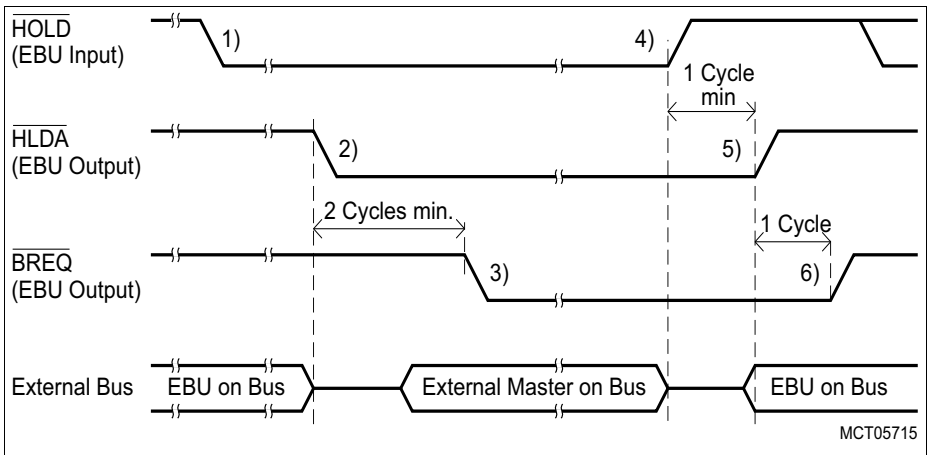 HOLD
(EBU Input)
1)
4)
1 Cycle
min
HLDA
(EBU Output)
2)
5)
2 Cycles min.
1 Cycle
BREQ
(EBU Output)
3)
6)
External Bus
EBU on Bus
External Master on Bus
EBU on Bus
MCT05715